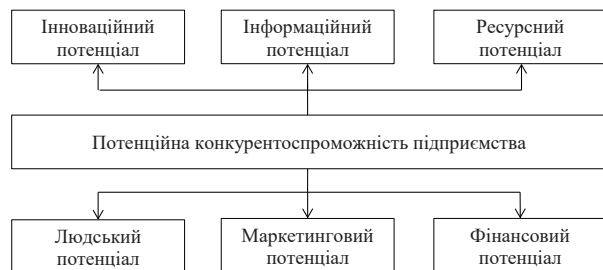 Інноваційний
потенціал
Інформаційний
потенціал
Ресурсний
потенціал
Потенційна конкурентоспроможність підприємства
Людський
потенціал
Маркетинговий
потенціал
Фінансовий
потенціал